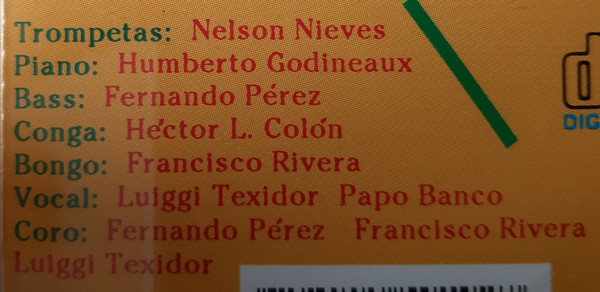 Trompetas: Nelson Nieves
Piano: Humberto Godineaux
Bass: Fernando Pérez
Conga: Héctor L. Colón
Bongo: Francisco Rivera
Vocal: Luiggi Texidor Papo Banco
Coro: Fernando Pérez Francisco Rivera
Luiggi Texidor